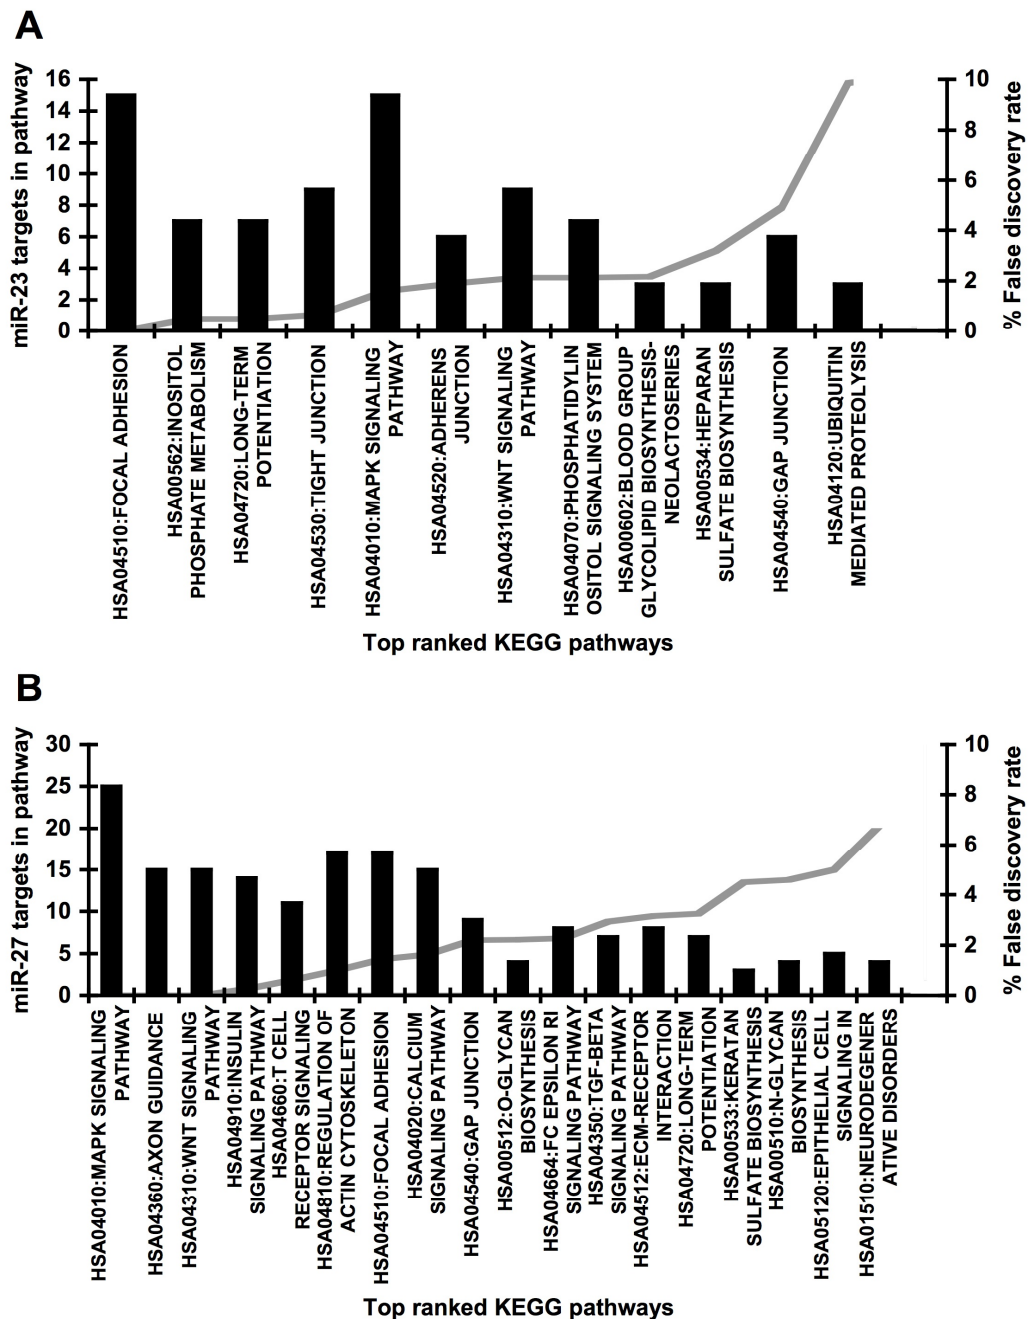 A
miR-23 targets in pathway
16
14
12
10
8
6
4
2
0
10
8
6
4
2
0
% False discovery rate
HSA04510:FOCAL ADHESION
HSA00562:INOSITOL
PHOSPHATE METABOLISM
HSA04720:LONG-TERM
POTENTIATION
HSA04530:TIGHT JUNCTION
HSA04010:MAPK SIGNALING
PATHWAY
HSA04520:ADHERENS
JUNCTION
HSA04310:WNT SIGNALING
PATHWAY
HSA04070:PHOSPHATIDYLIN
OSITOL SIGNALING SYSTEM
HSA00602:BLOOD GROUP
GLYCOLIPID BIOSYNTHESIS-
NEOLACTOSERIES
HSA00534:HEPARAN
SULFATE BIOSYNTHESIS
HSA04540:GAP JUNCTION
HSA04120:UBIQUITIN
MEDIATED PROTEOLYSIS
Top ranked KEGG pathways
B
miR-27 targets in pathway
30
25
20
15
10
5
0
10
8
6
4
2
0
% False discovery rate
HSA04010:MAPK SIGNALING
PATHWAY
HSA04360:AXON GUIDANCE
HSA04310:WNT SIGNALING
PATHWAY
HSA04910:INSULIN
SIGNALING PATHWAY
HSA04660:T CELL
RECEPTOR SIGNALING
HSA04810:REGULATION OF
ACTIN CYTOSKELETON
HSA04510:FOCAL ADHESION
HSA04020:CALCIUM
SIGNALING PATHWAY
HSA04540:GAP JUNCTION
HSA00512:O-GLYCAN
BIOSYNTHESIS
HSA04664:FC EPSILON RI
SIGNALING PATHWAY
HSA04350:TGF-BETA
SIGNALING PATHWAY
HSA04512:ECM-RECEPTOR
INTERACTION
HSA04720:LONG-TERM
POTENTIATION
HSA00533:KERATAN
SULFATE BIOSYNTHESIS
HSA00510:N-GLYCAN
BIOSYNTHESIS
HSA05120:EPITHELIAL CELL
SIGNALING IN
HSA01510:NEURODEGENER
ATIVE DISORDERS
Top ranked KEGG pathways